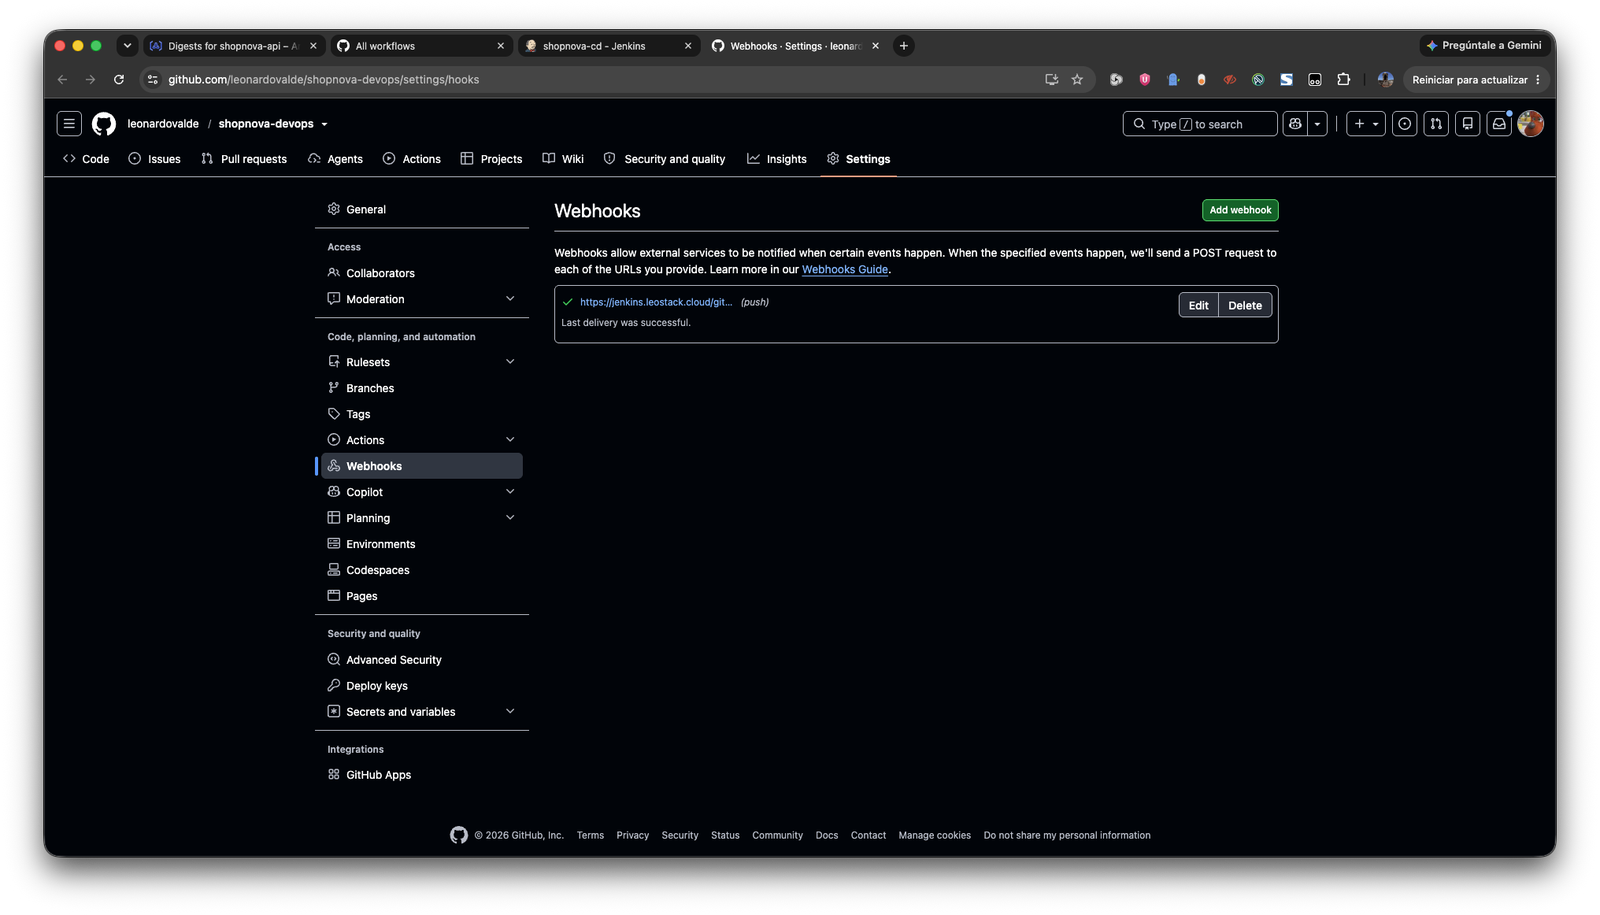 Digests for shopnova-api – A
All workflows
shopnova-cd - Jenkins
Webhooks · Settings · leonard
Pregúntale a Gemini
github.com/leonardovalde/shopnova-devops/settings/hooks
Reiniciar para actualizar
leonardovalde / shopnova-devops
Type / to search
Code
Issues
Pull requests
Agents
Actions
Projects
Wiki
Security and quality
Insights
Settings
General
Access
Collaborators
Moderation
Code, planning, and automation
Rulesets
Branches
Tags
Actions
Webhooks
Copilot
Planning
Environments
Codespaces
Pages
Security and quality
Advanced Security
Deploy keys
Secrets and variables
Integrations
GitHub Apps
Webhooks
Add webhook
Webhooks allow external services to be notified when certain events happen. When the specified events happen, we'll send a POST request to
each of the URLs you provide. Learn more in our Webhooks Guide.
https://jenkins.leostack.cloud/git... (push)
Edit
Delete
Last delivery was successful.
© 2026 GitHub, Inc.
Terms
Privacy
Security
Status
Community
Docs
Contact
Manage cookies
Do not share my personal information